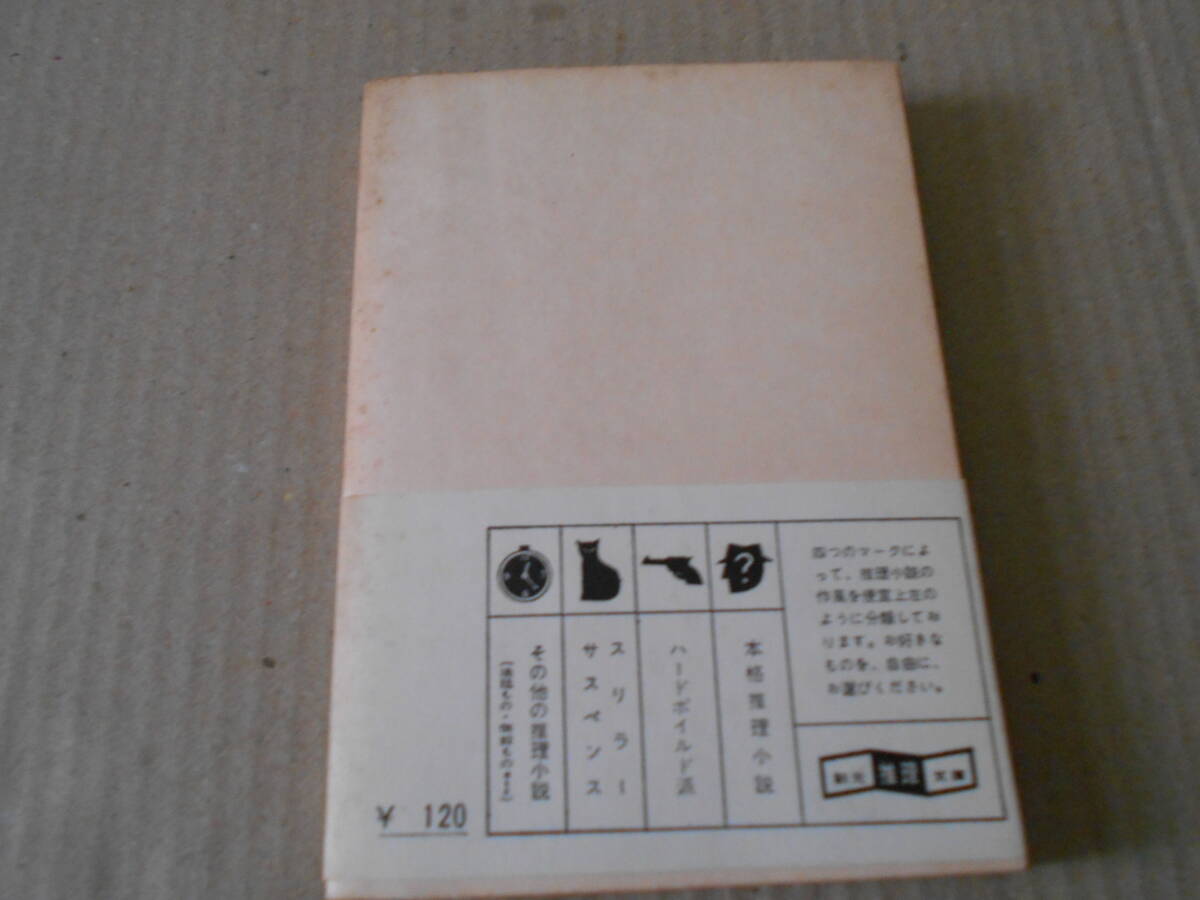 四つのマークによ
って、推理小説の
作風を便宜上左の
ように分類してお
ります。お好きな
ものを、自由に、
お選びください。
創元 推理 文庫
?
本格推理小説
ハードボイルド派
スリラー
サスペンス
その他の推理小説
¥ 120